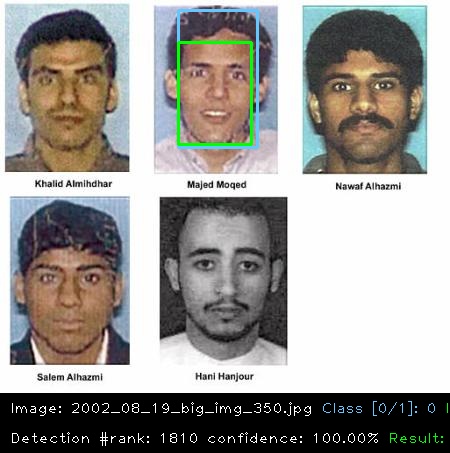 Khalid Almihdhar
Majed Moqed
Nawaf Alhazmi
Salem Alhazmi
Hani Hanjour
Image: 2002_08_19_big_img_350.jpg Class [0/1]: 0
Detection #rank: 1810 confidence: 100.00% Result: